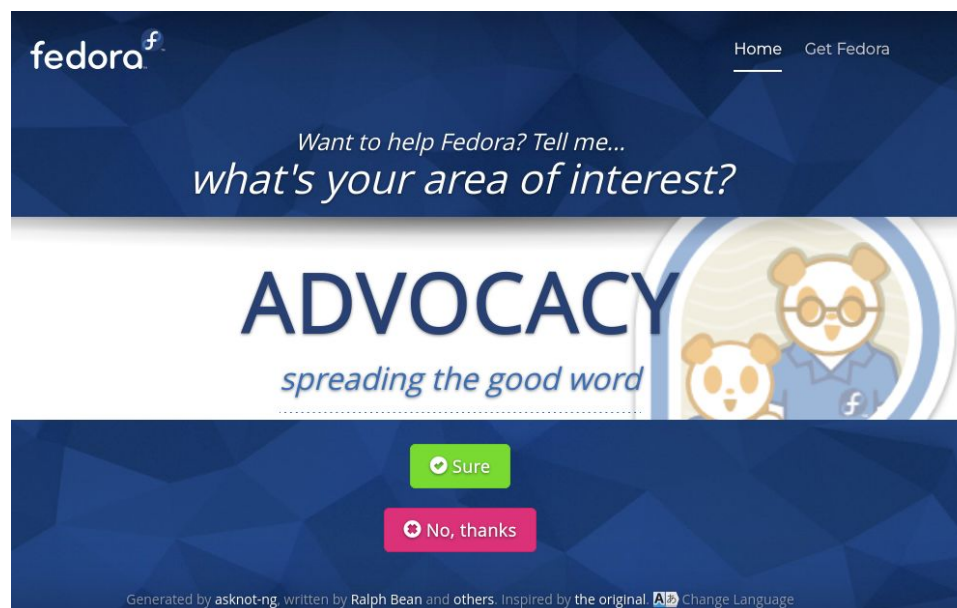 fedora
Home Get Fedora
Want to help Fedora? Tell me...
what's your area of interest?
ADVOCACY
spreading the good word
Sure
No, thanks
Generated by asknot-ng, written by Ralph Bean and others. Inspired by the original. Change Language